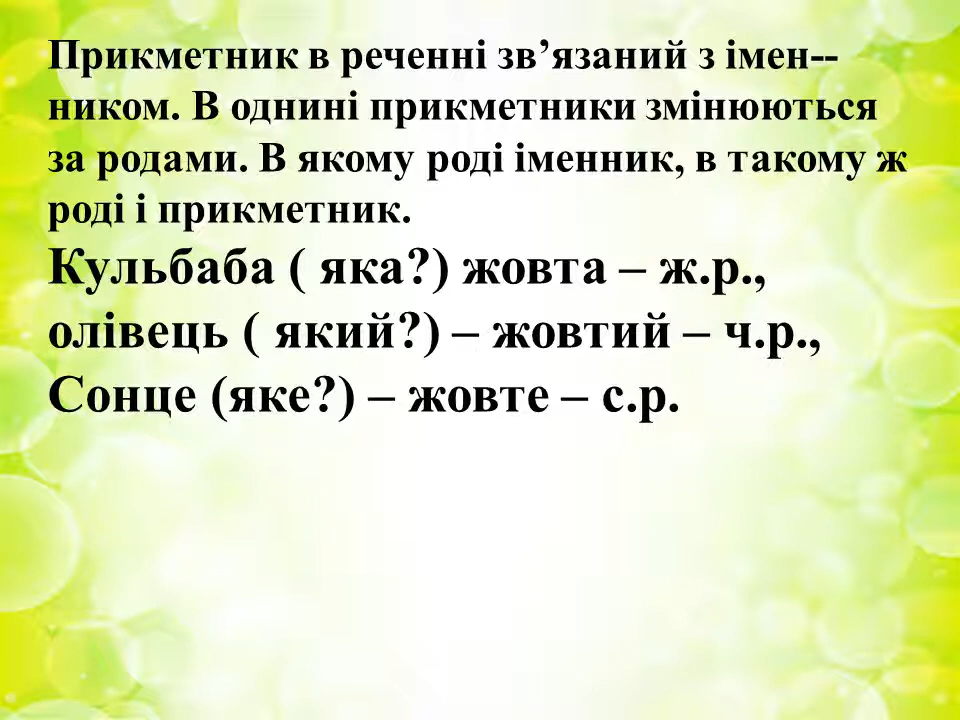 Прикметник в реченні зв’язаний з імен--
ником. В однині прикметники змінюються
за родами. В якому роді іменник, в такому ж
роді і прикметник.
Кульбаба ( яка?) жовта – ж.р.,
олівець ( який?) – жовтий – ч.р.,
Сонце (яке?) – жовте – с.р.